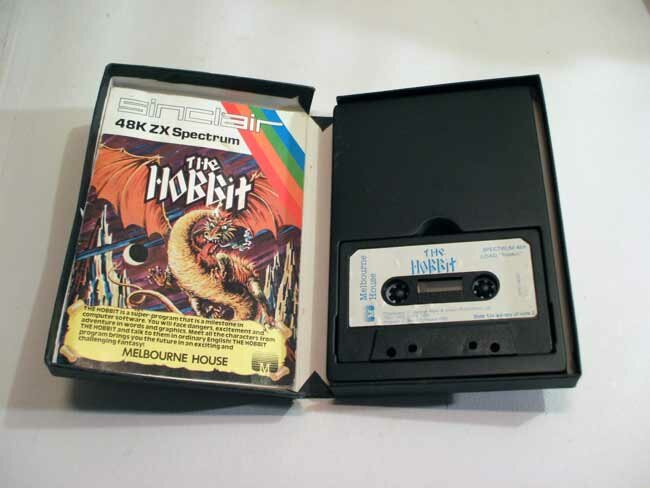 sinclair
48K ZX Spectrum
THE
HOBBIT
THE HOBBIT is a super-program that is a milestone in
computer software. You will face dangers, excitement and
adventure in words and graphics. Meet all the characters from
THE HOBBIT and talk to them in ordinary English! THE HOBBIT
program brings you the future in an exciting and
challenging fantasy!
MELBOURNE HOUSE
M
Melbourne
House
THE
HOBBIT
SPECTRUM 48K
LOAD